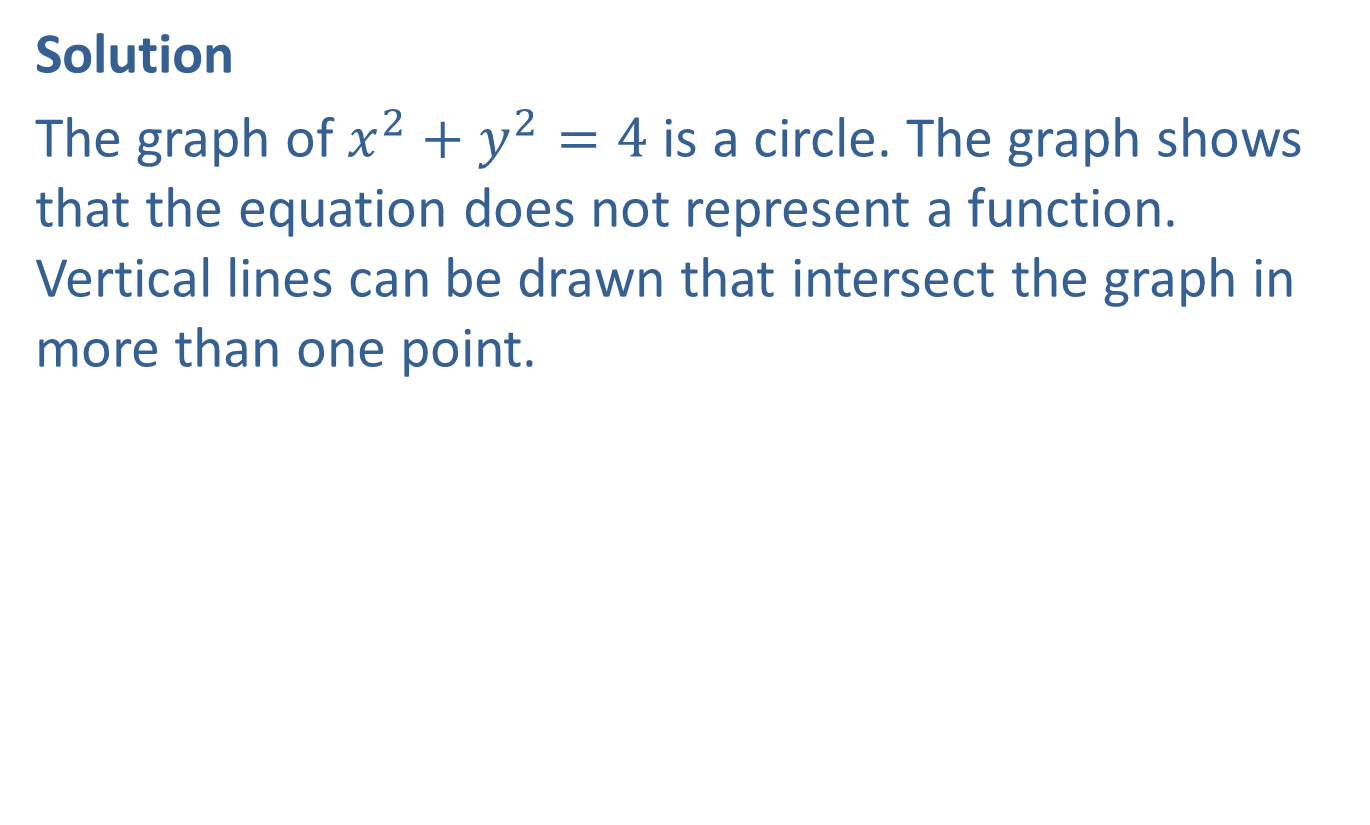 Solution
The graph of x² + y² = 4 is a circle. The graph shows
that the equation does not represent a function.
Vertical lines can be drawn that intersect the graph in
more than one point.